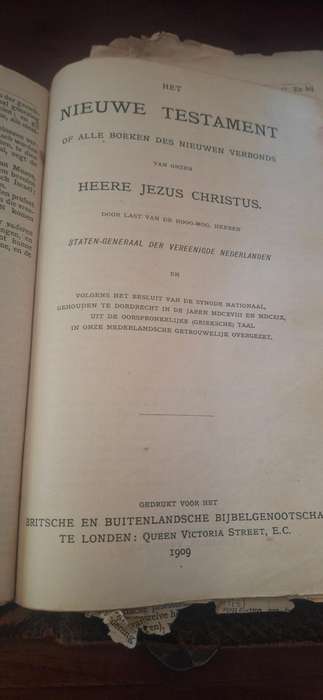 HET
NIEUWE TESTAMENT
OF ALLE BOEKEN DES NIEUWEN VERBONDS
VAN ONZEN
HEERE JEZUS CHRISTUS.
DOOR LAST VAN DE HOOG-MOG. HEEREN
STATEN-GENERAAL DER VEREENIGDE NEDERLANDEN
EN
VOLGENS HET BESLUIT VAN DE SYNODE NATIONAAL,
GEHOUDEN TE DORDRECHT IN DE JAREN MDCXVIII EN MDCXIX,
UIT DE OORSPRONKELIJKE (GRIEKSCHE) TAAL
IN ONZE NEDERLANDSCHE GETROUWELIJK OVERGEZET.
GEDRUKT VOOR HET
BRITSCHE EN BUITENLANDSCHE BIJBELGENOOTSCHA
TE LONDEN: QUEEN VICTORIA STREET, E.C.
1909